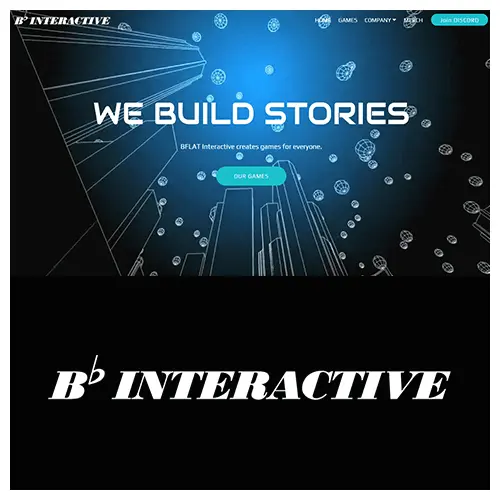 B♭ INTERACTIVE
HOME GAMES COMPANY MERCH Join DISCORD
WE BUILD STORIES
BFLAT Interactive creates games for everyone.
OUR GAMES
B♭ INTERACTIVE